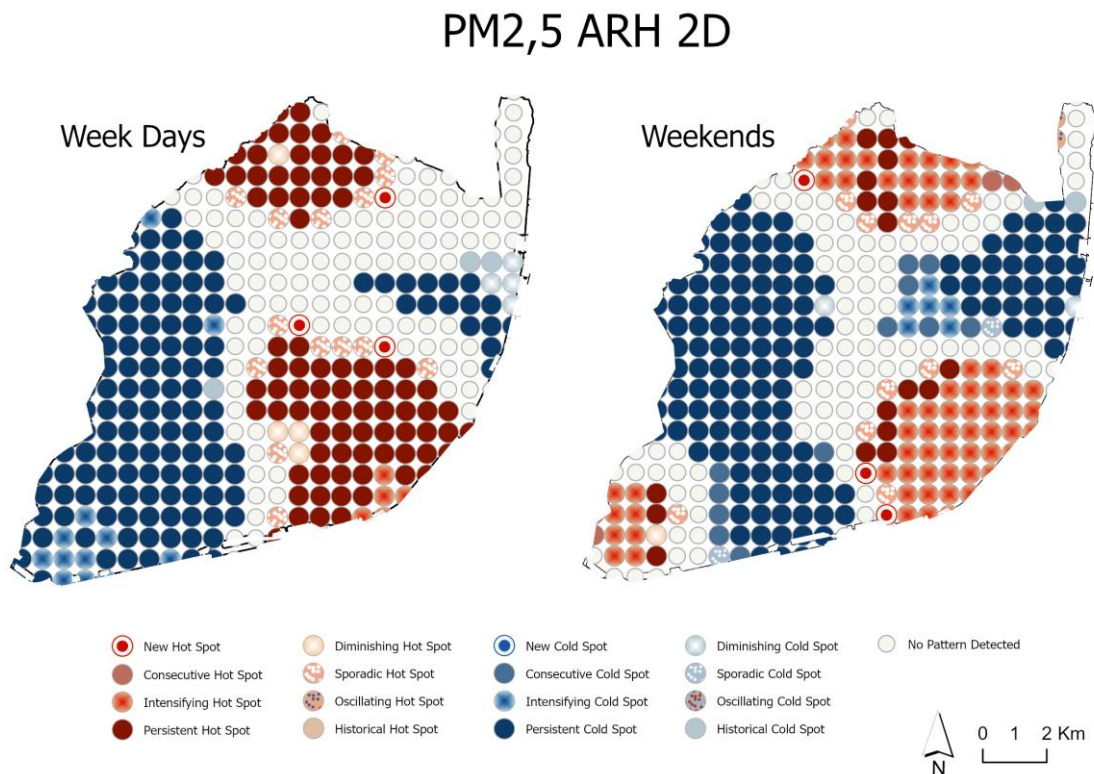 PM2,5 ARH 2D
Week Days
Weekends
New Hot Spot
Diminishing Hot Spot
New Cold Spot
Diminishing Cold Spot
No Pattern Detected
Consecutive Hot Spot
Sporadic Hot Spot
Consecutive Cold Spot
Sporadic Cold Spot
Intensifying Hot Spot
Oscillating Hot Spot
Intensifying Cold Spot
Oscillating Cold Spot
Persistent Hot Spot
Historical Hot Spot
Persistent Cold Spot
Historical Cold Spot
0 1 2 Km
N